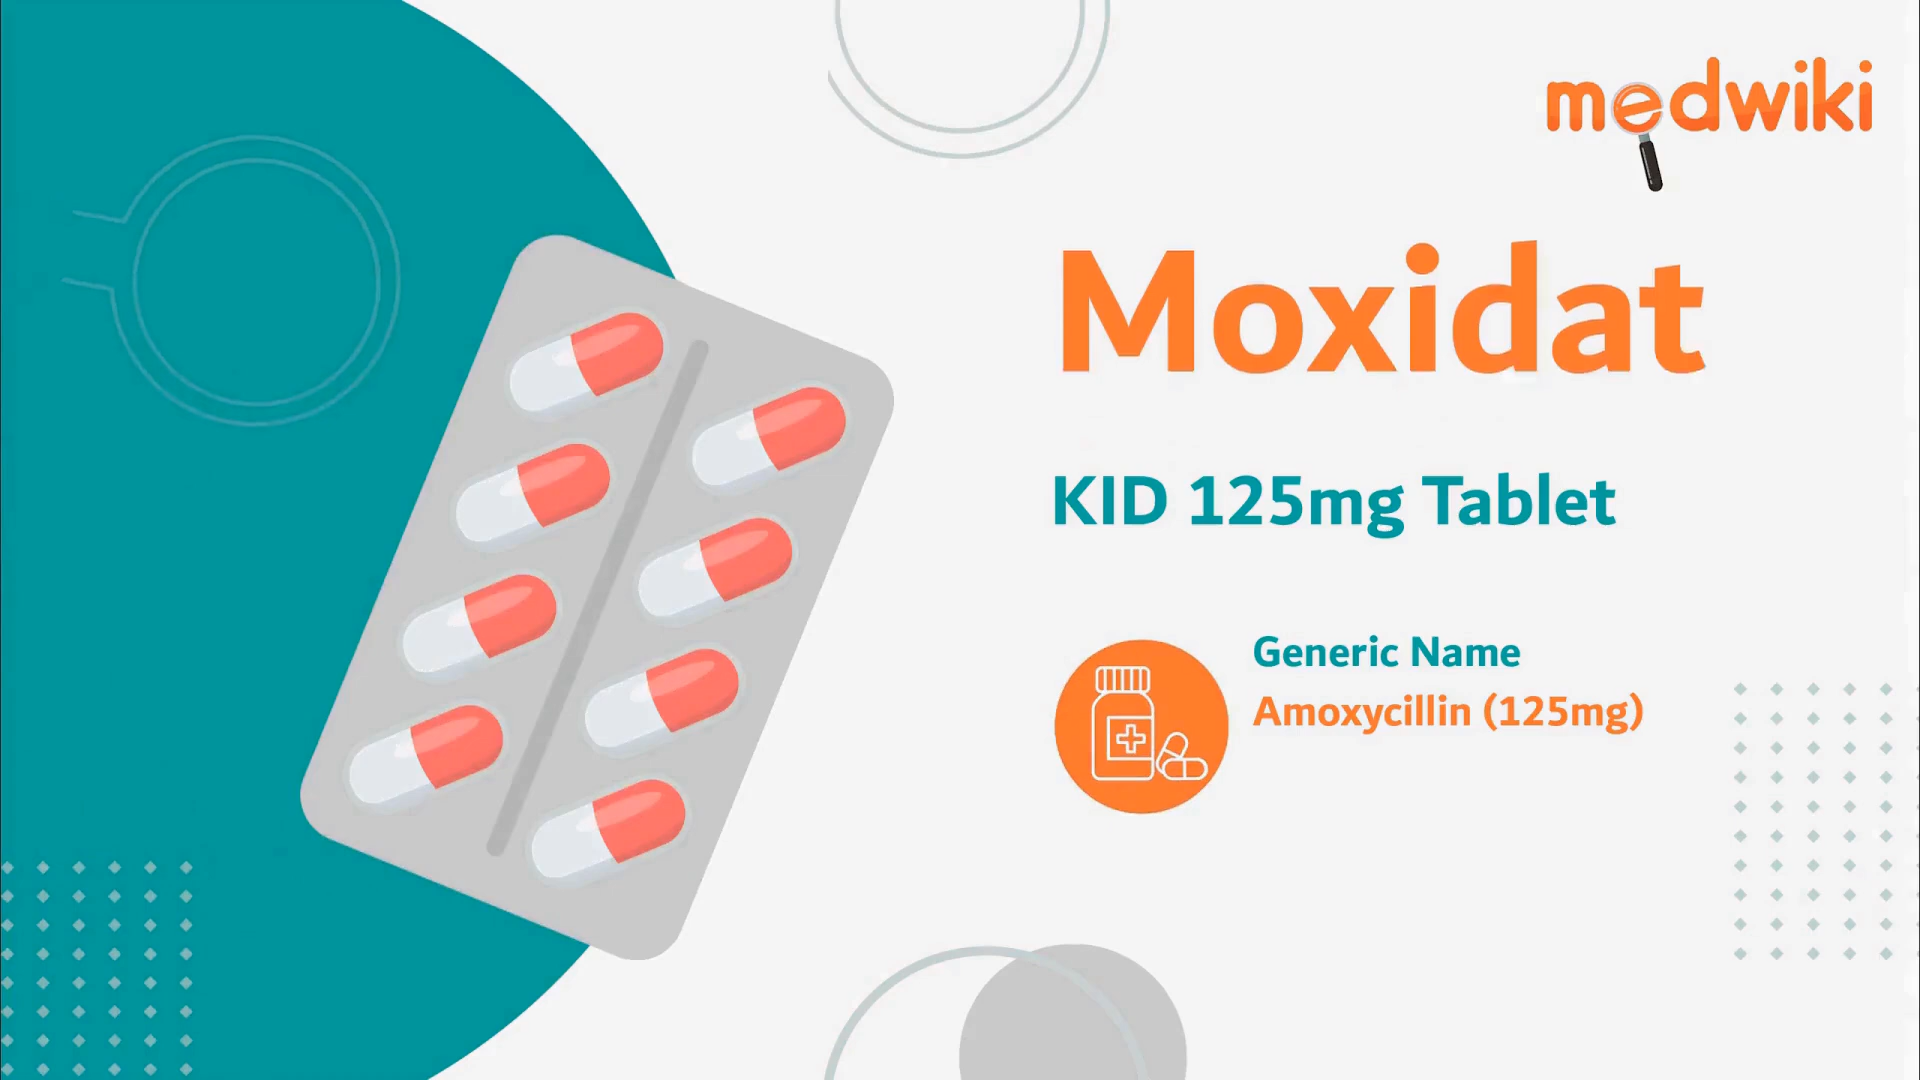 medwiki
Moxidat
KID 125mg Tablet
Generic Name
Amoxycillin (125mg)